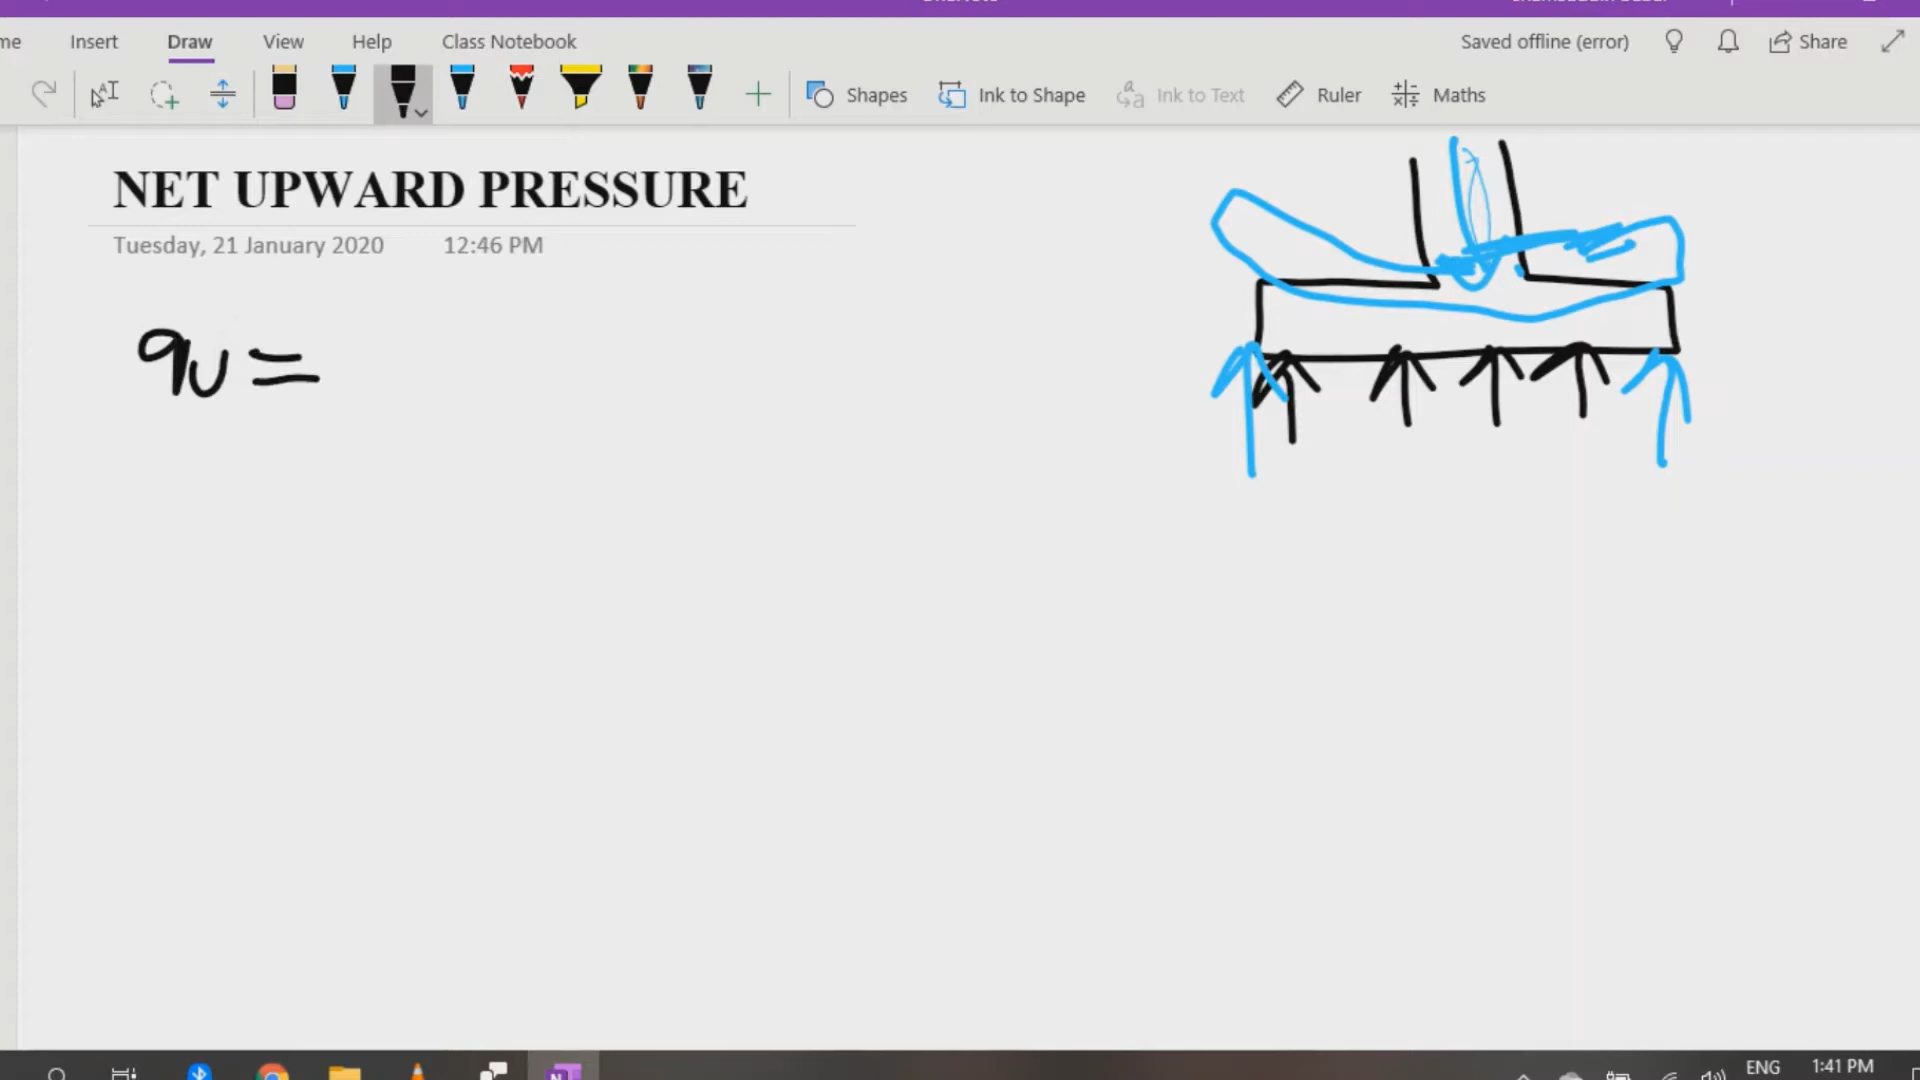 Insert Draw View Help Class Notebook Saved offline (error) Share
Shapes Ink to Shape Ink to Text Ruler Maths
NET UPWARD PRESSURE
Tuesday, 21 January 2020 12:46 PM
qu =
ENG 1:41 PM